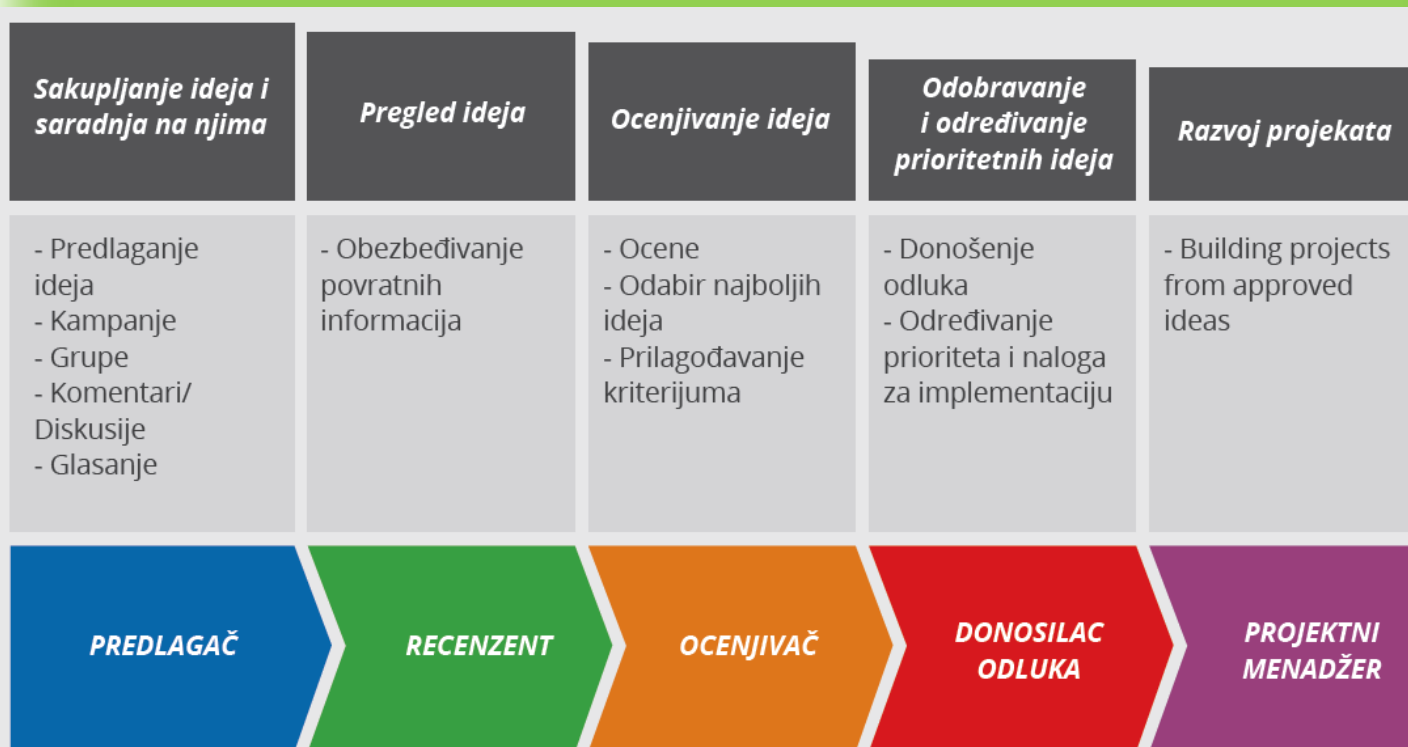 Sakupljanje ideja i
saradnja na njima
Pregled ideja
Ocenjivanje ideja
Odobravanje
i određivanje
prioritetnih ideja
Razvoj projekata
- Predlaganje
ideja
- Kampanje
- Grupe
- Komentari/
Diskusije
- Glasanje
- Obezbeđivanje
povratnih
informacija
- Ocene
- Odabir najboljih
ideja
- Prilagođavanje
kriterijuma
- Donošenje
odluka
- Određivanje
prioriteta i naloga
za implementaciju
- Building projects
from approved
ideas
PREDLAGAČ
RECENZENT
OCENJIVAČ
DONOSILAC
ODLUKA
PROJEKTNI
MENADŽER